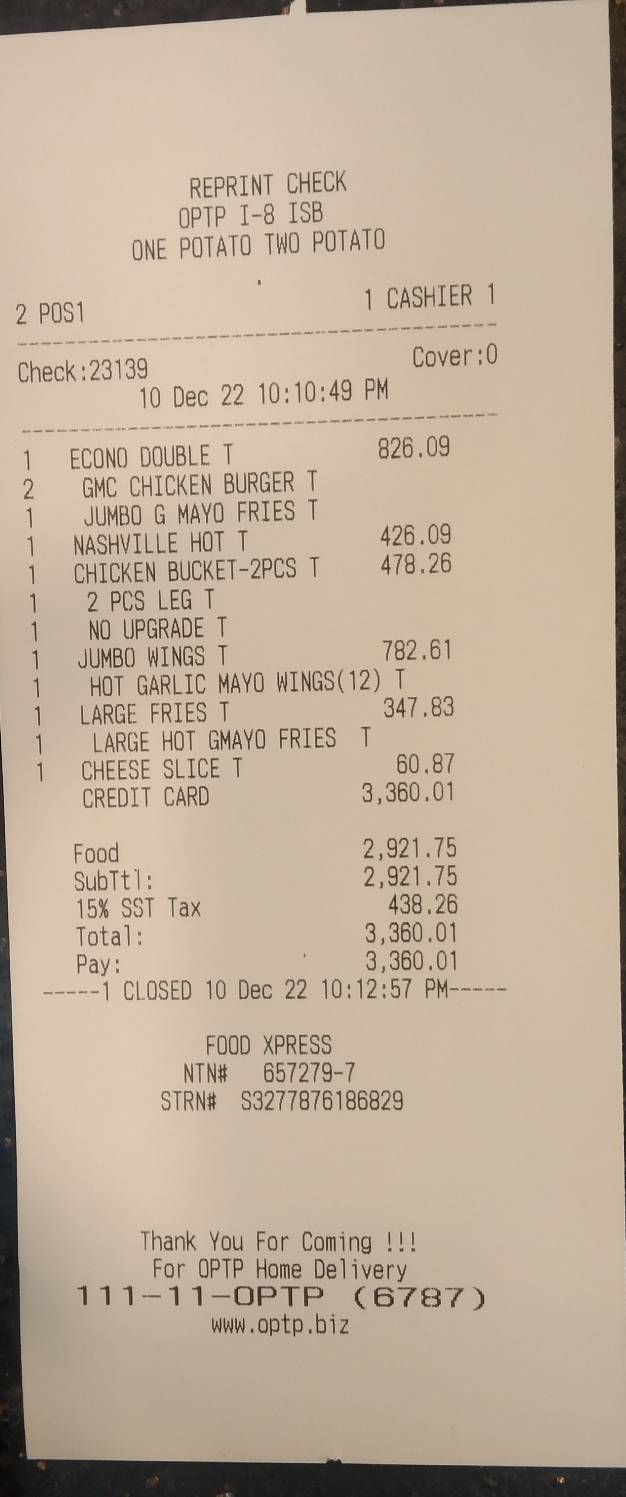 REPRINT CHECK
OPTP I-8 ISB
ONE POTATO TWO POTATO
2 POS1 1 CASHIER 1
Check:23139 Cover:0
10 Dec 22 10:10:49 PM
1 ECONO DOUBLE T 826.09
2 GMC CHICKEN BURGER T
1 JUMBO G MAYO FRIES T
1 NASHVILLE HOT T 426.09
1 CHICKEN BUCKET-2PCS T 478.26
1 2 PCS LEG T
1 NO UPGRADE T
1 JUMBO WINGS T 782.61
1 HOT GARLIC MAYO WINGS(12) T
1 LARGE FRIES T 347.83
1 LARGE HOT GMAYO FRIES T
1 CHEESE SLICE T 60.87
CREDIT CARD 3,360.01
Food 2,921.75
SubTtl: 2,921.75
15% SST Tax 438.26
Total: 3,360.01
Pay: 3,360.01
-----1 CLOSED 10 Dec 22 10:12:57 PM-----
FOOD XPRESS
NTN# 657279-7
STRN# S3277876186829
Thank You For Coming !!!
For OPTP Home Delivery
111-11-OPTP (6787)
www.optp.biz